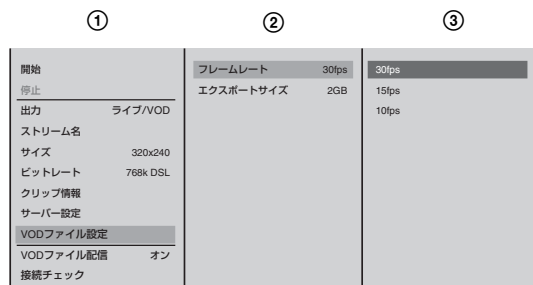 ① ② ③
開始
停止
出力 ライブ/VOD
ストリーム名
サイズ 320x240
ビットレート 768k DSL
クリップ情報
サーバー設定
VODファイル設定
VODファイル配信 オン
接続チェック
フレームレート 30fps
エクスポートサイズ 2GB
30fps
15fps
10fps